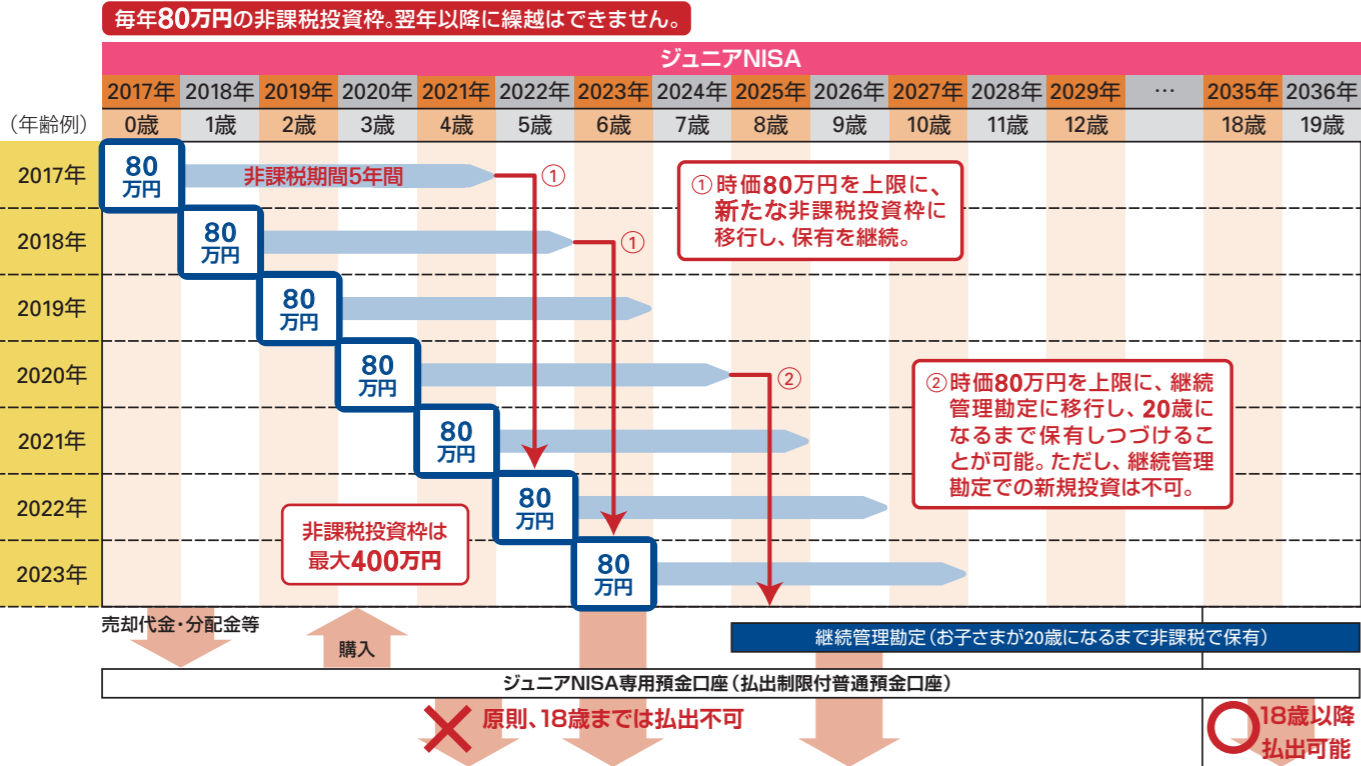 毎年80万円の非課税投資枠。翌年以降に繰越はできません。
ジュニアNISA
2017年 2018年 2019年 2020年 2021年 2022年 2023年 2024年 2025年 2026年 2027年 2028年 2029年 … 2035年 2036年
（年齢例） 0歳 1歳 2歳 3歳 4歳 5歳 6歳 7歳 8歳 9歳 10歳 11歳 12歳 18歳 19歳
2017年
80
万円
非課税期間5年間
①
①時価80万円を上限に、
新たな非課税投資枠に
移行し、保有を継続。
2018年
80
万円
①
2019年
80
万円
2020年
80
万円
②
②時価80万円を上限に、継続
管理勘定に移行し、20歳に
なるまで保有しつづけるこ
とが可能。ただし、継続管理
勘定での新規投資は不可。
2021年
80
万円
2022年
80
万円
非課税投資枠は
最大400万円
2023年
80
万円
売却代金・分配金等
購入
継続管理勘定（お子さまが20歳になるまで非課税で保有）
ジュニアNISA専用預金口座（払出制限付普通預金口座）
原則、18歳までは払出不可
18歳以降
払出可能